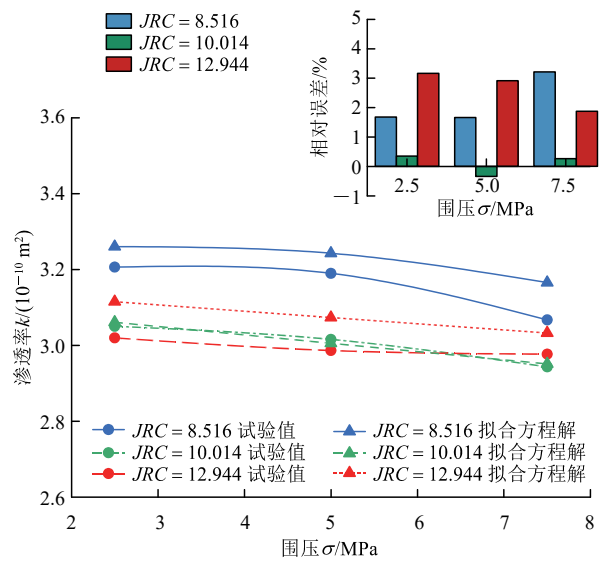 JRC = 8.516
JRC = 10.014
JRC = 12.944
相对误差/%
5
4
3
2
1
0
−1
2.5 5.0 7.5
围压σ/MPa
渗透率k/(10⁻¹⁰ m²)
3.6
3.4
3.2
3.0
2.8
2.6
JRC = 8.516 试验值 JRC = 8.516 拟合方程解
JRC = 10.014 试验值 JRC = 10.014 拟合方程解
JRC = 12.944 试验值 JRC = 12.944 拟合方程解
2 3 4 5 6 7 8
围压σ/MPa